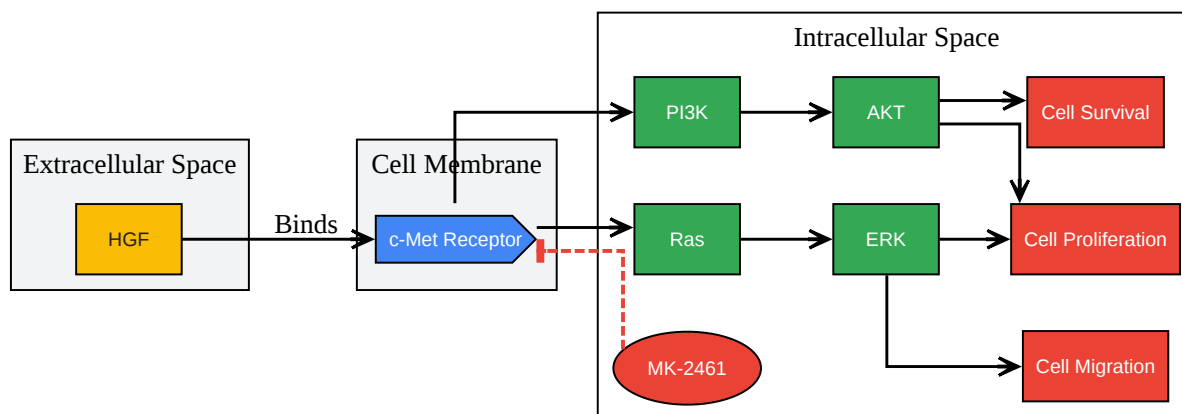 Intracellular Space
PI3K
AKT
Cell Survival
Extracellular Space
Cell Membrane
HGF
Binds
c-Met Receptor
Ras
ERK
Cell Proliferation
MK-2461
Cell Migration